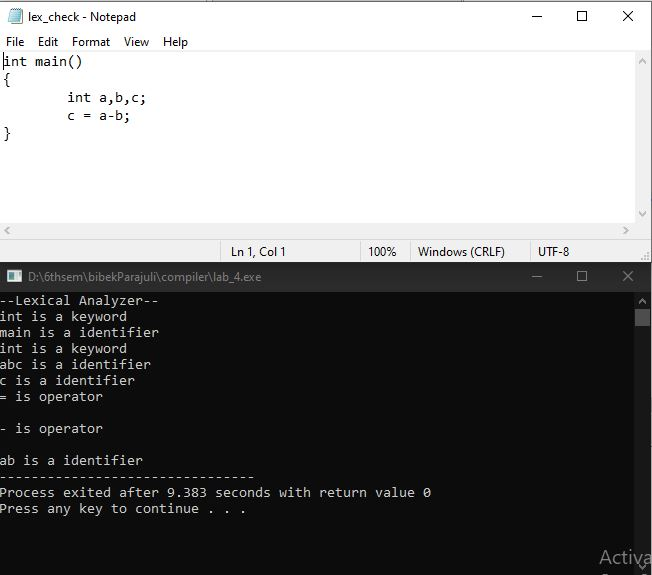 lex_check - Notepad
File Edit Format View Help
int main()
{
int a,b,c;
c = a-b;
}
Ln 1, Col 1 100% Windows (CRLF) UTF-8
D:\6thsem\bibekParajuli\compiler\lab_4.exe
--Lexical Analyzer--
int is a keyword
main is a identifier
int is a keyword
abc is a identifier
c is a identifier
= is operator
- is operator
ab is a identifier
--------------------------------
Process exited after 9.383 seconds with return value 0
Press any key to continue . . .
Activa